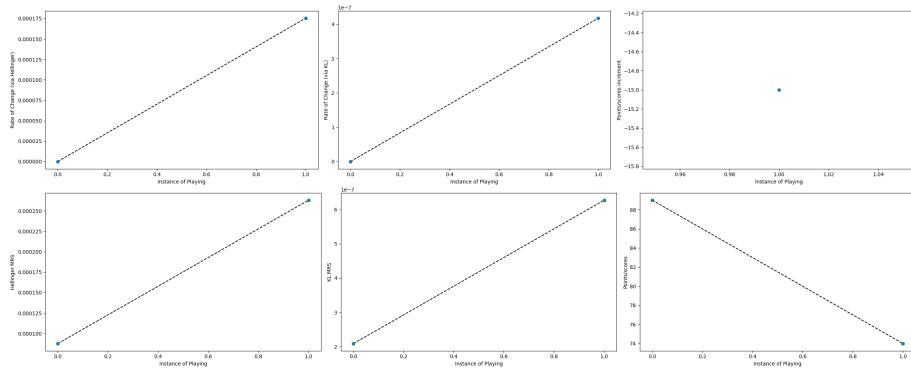 Rate of Change (via Hellinger)
0.000175
0.000150
0.000125
0.000100
0.000075
0.000050
0.000025
0.000000
0.0 0.2 0.4 0.6 0.8 1.0
Instance of Playing
1e−7
Rate of Change (via KL)
4
3
2
1
0
0.0 0.2 0.4 0.6 0.8 1.0
Instance of Playing
Points/scores increment
−14.2
−14.4
−14.6
−14.8
−15.0
−15.2
−15.4
−15.6
−15.8
0.96 0.98 1.00 1.02 1.04
Instance of Playing
Hellinger MRS
0.000250
0.000225
0.000200
0.000175
0.000150
0.000125
0.000100
0.0 0.2 0.4 0.6 0.8 1.0
Instance of Playing
1e−7
KL MRS
6
5
4
3
2
0.0 0.2 0.4 0.6 0.8 1.0
Instance of Playing
Points/scores
88
86
84
82
80
78
76
74
0.0 0.2 0.4 0.6 0.8 1.0
Instance of Playing